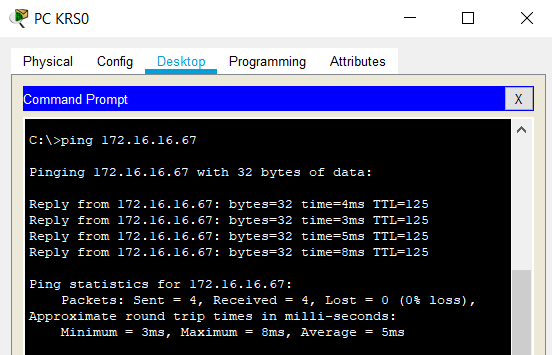 PC KRS0
Physical Config Desktop Programming Attributes
Command Prompt X
C:\>ping 172.16.16.67
Pinging 172.16.16.67 with 32 bytes of data:
Reply from 172.16.16.67: bytes=32 time=4ms TTL=125
Reply from 172.16.16.67: bytes=32 time=3ms TTL=125
Reply from 172.16.16.67: bytes=32 time=5ms TTL=125
Reply from 172.16.16.67: bytes=32 time=8ms TTL=125
Ping statistics for 172.16.16.67:
Packets: Sent = 4, Received = 4, Lost = 0 (0% loss),
Approximate round trip times in milli-seconds:
Minimum = 3ms, Maximum = 8ms, Average = 5ms